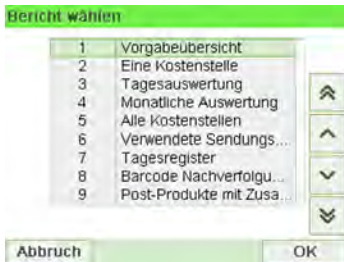 Bericht wählen
1 Vorgabeübersicht
2 Eine Kostenstelle
3 Tagesauswertung
4 Monatliche Auswertung
5 Alle Kostenstellen
6 Verwendete Sendungs...
7 Tagesregister
8 Barcode Nachverfolgu...
9 Post-Produkte mit Zusa...
Abbruch OK